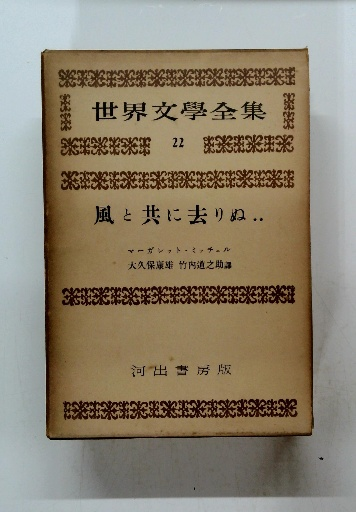 世界文學全集
22
風と共に去りぬ..
マーガレット・ミッチェル
大久保康雄 竹内道之助譯
河出書房版